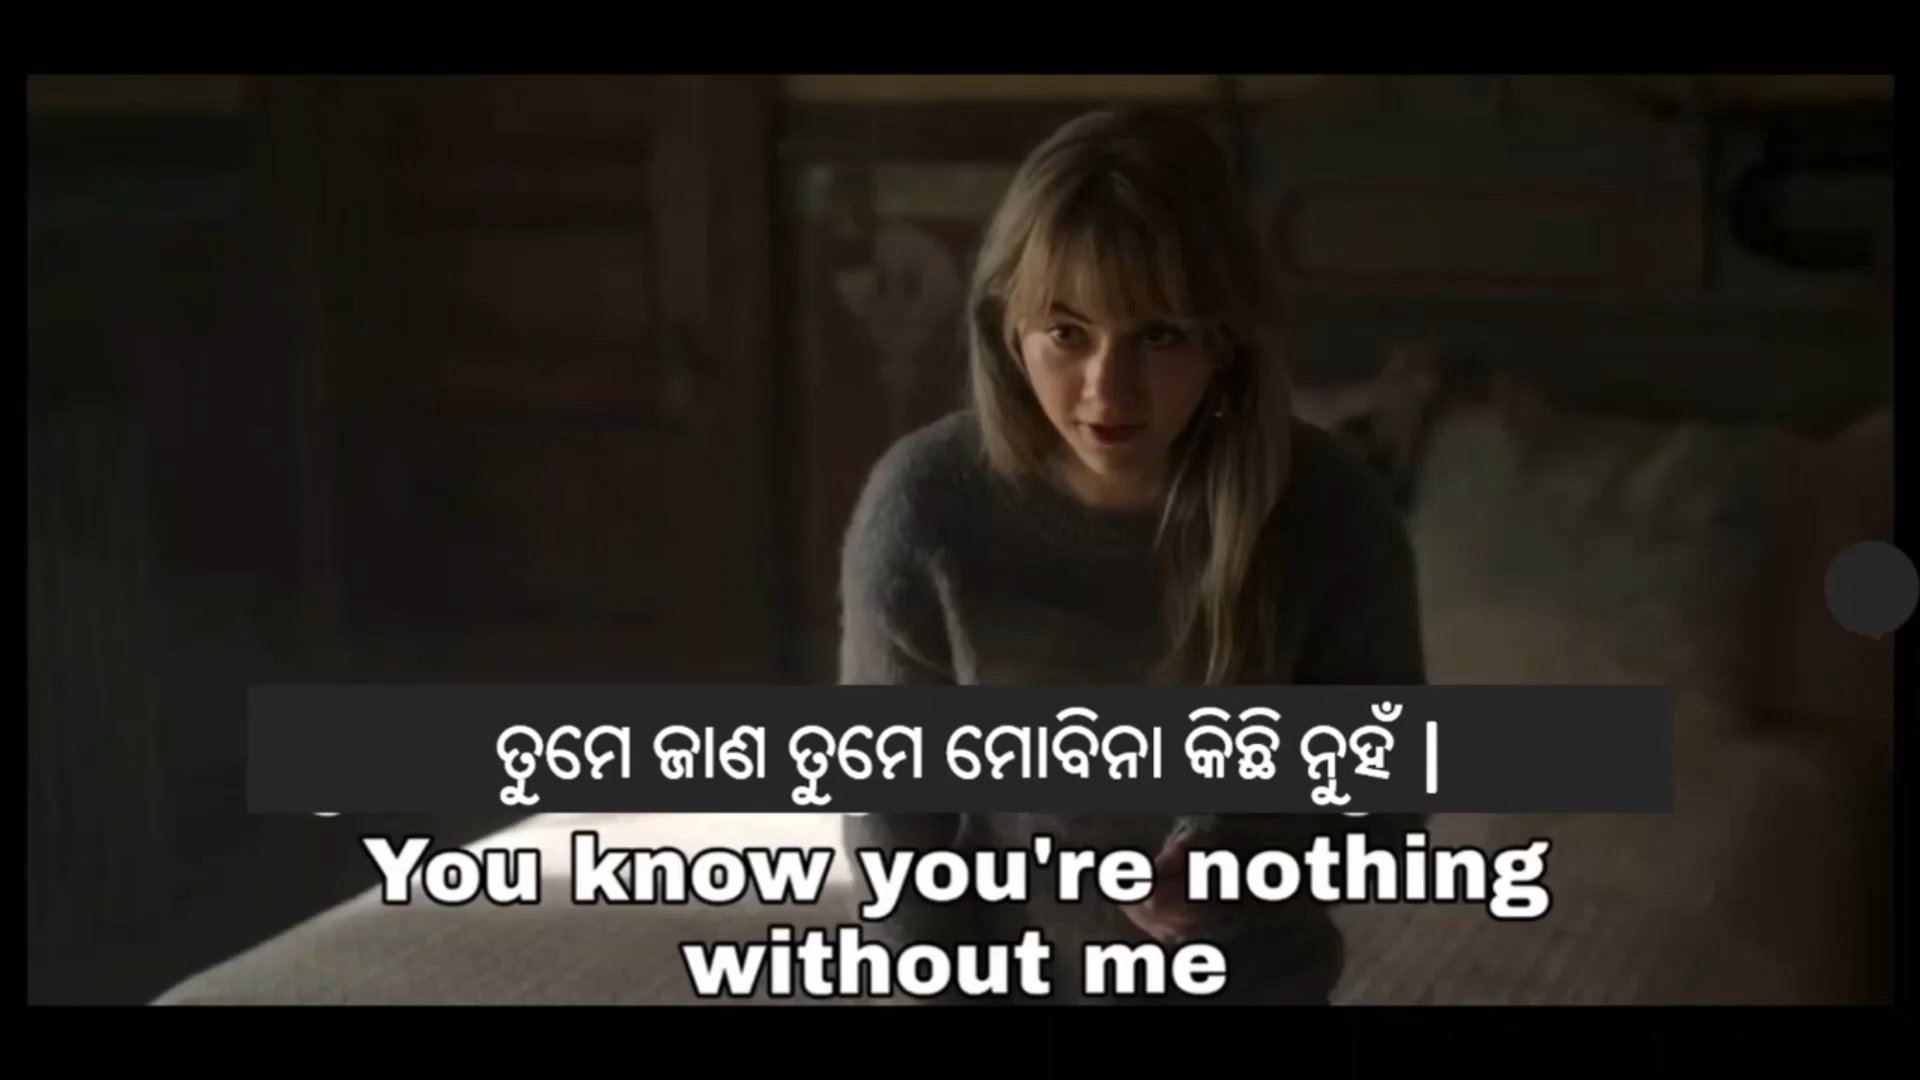 ତୁମେ ଜାଣ ତୁମେ ମୋବିନା କିଛି ନୁହଁ |
You know you're nothing
without me